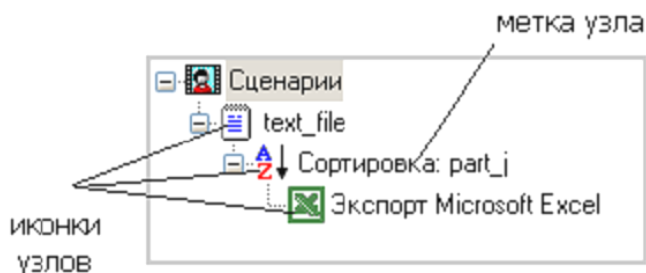 метка узла
Сценарии
text_file
Сортировка: part_j
Экспорт Microsoft Excel
иконки
узлов